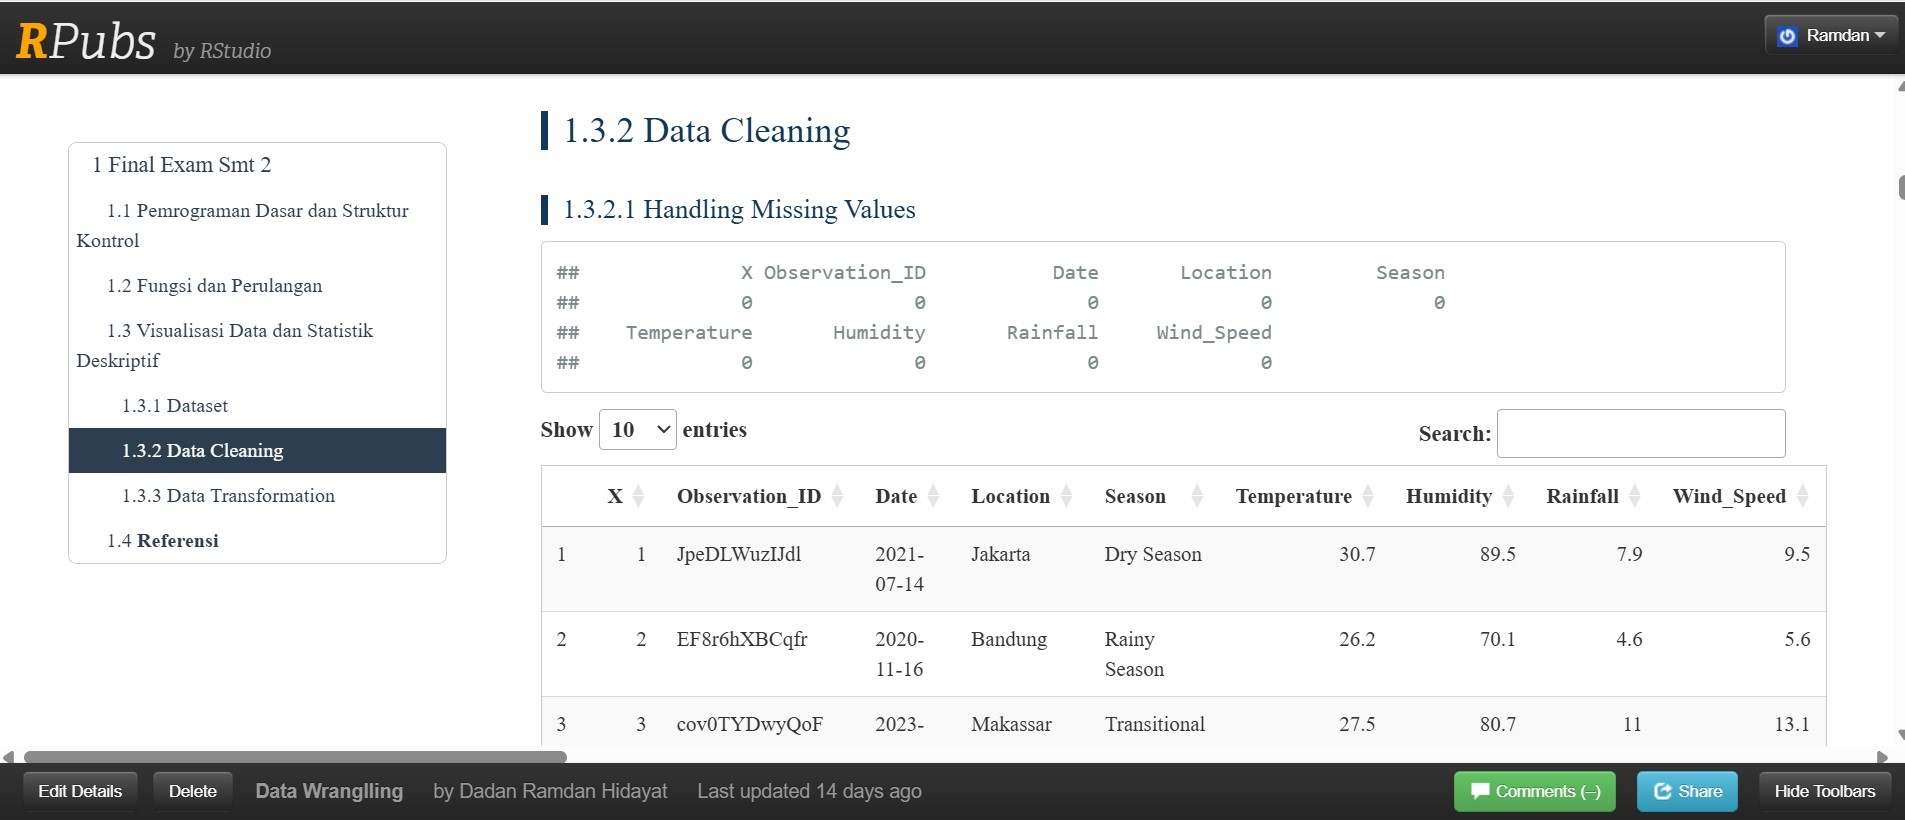 RPubs by RStudio
Ramdan
1 Final Exam Smt 2
1.1 Pemrograman Dasar dan Struktur
Kontrol
1.2 Fungsi dan Perulangan
1.3 Visualisasi Data dan Statistik
Deskriptif
1.3.1 Dataset
1.3.2 Data Cleaning
1.3.3 Data Transformation
1.4 Referensi
1.3.2 Data Cleaning
1.3.2.1 Handling Missing Values
## X Observation_ID Date Location Season
## 0 0 0 0 0
## Temperature Humidity Rainfall Wind_Speed
## 0 0 0 0
Show 10 entries
Search:
X Observation_ID Date Location Season Temperature Humidity Rainfall Wind_Speed
1 1 JpeDLWuzIJdl 2021- Jakarta Dry Season 30.7 89.5 7.9 9.5
07-14
2 2 EF8r6hXBCqfr 2020- Bandung Rainy 26.2 70.1 4.6 5.6
11-16 Season
3 3 cov0TYDwyQoF 2023- Makassar Transitional 27.5 80.7 11 13.1
Edit Details Delete Data Wranglling by Dadan Ramdan Hidayat Last updated 14 days ago Comments (–) Share Hide Toolbars